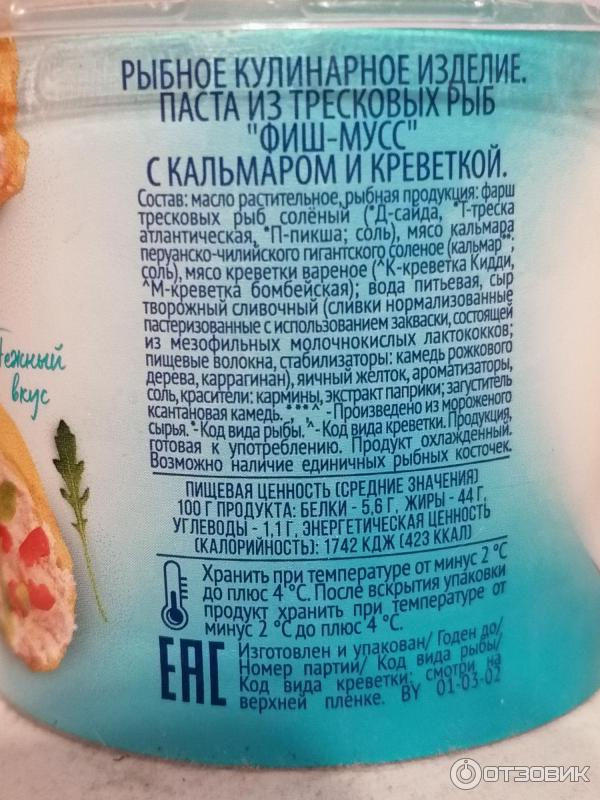 РЫБНОЕ КУЛИНАРНОЕ ИЗДЕЛИЕ.
ПАСТА ИЗ ТРЕСКОВЫХ РЫБ
"ФИШ-МУСС"
С КАЛЬМАРОМ И КРЕВЕТКОЙ.
Состав: масло растительное, рыбная продукция: фарш
тресковых рыб солёный (*Д-сайда, *Т-треска
атлантическая, *П-пикша; соль), мясо кальмара
перуанско-чилийского гигантского соленое (кальмар**;
соль), мясо креветки вареное (^К-креветка Кидди,
^М-креветка бомбейская); вода питьевая, сыр
творожный сливочный (сливки нормализованные
пастеризованные с использованием закваски, состоящей
из мезофильных молочнокислых лактококков;
пищевые волокна, стабилизаторы: камедь рожкового
дерева, каррагинан), яичный желток, ароматизаторы,
соль, красители: кармины, экстракт паприки; загуститель
ксантановая камедь. *,**,^ - Произведено из мороженого
сырья. *- Код вида рыбы. ^- Код вида креветки. Продукция,
готовая к употреблению. Продукт охлажденный.
Возможно наличие единичных рыбных косточек.
ПИЩЕВАЯ ЦЕННОСТЬ (СРЕДНИЕ ЗНАЧЕНИЯ)
100 Г ПРОДУКТА: БЕЛКИ - 5,6 Г, ЖИРЫ - 44 Г,
УГЛЕВОДЫ - 1,1 Г, ЭНЕРГЕТИЧЕСКАЯ ЦЕННОСТЬ
(КАЛОРИЙНОСТЬ): 1742 КДЖ (423 ККАЛ)
Хранить при температуре от минус 2 °C
до плюс 4 °C. После вскрытия упаковки
продукт хранить при температуре от
минус 2 °C до плюс 4 °C.
EAC
Изготовлен и упакован/ Годен до/
Номер партии/ Код вида рыбы/
Код вида креветки: смотри на
верхней плёнке. BY 01-03-02
Нежный
вкус
ОТЗОВИК